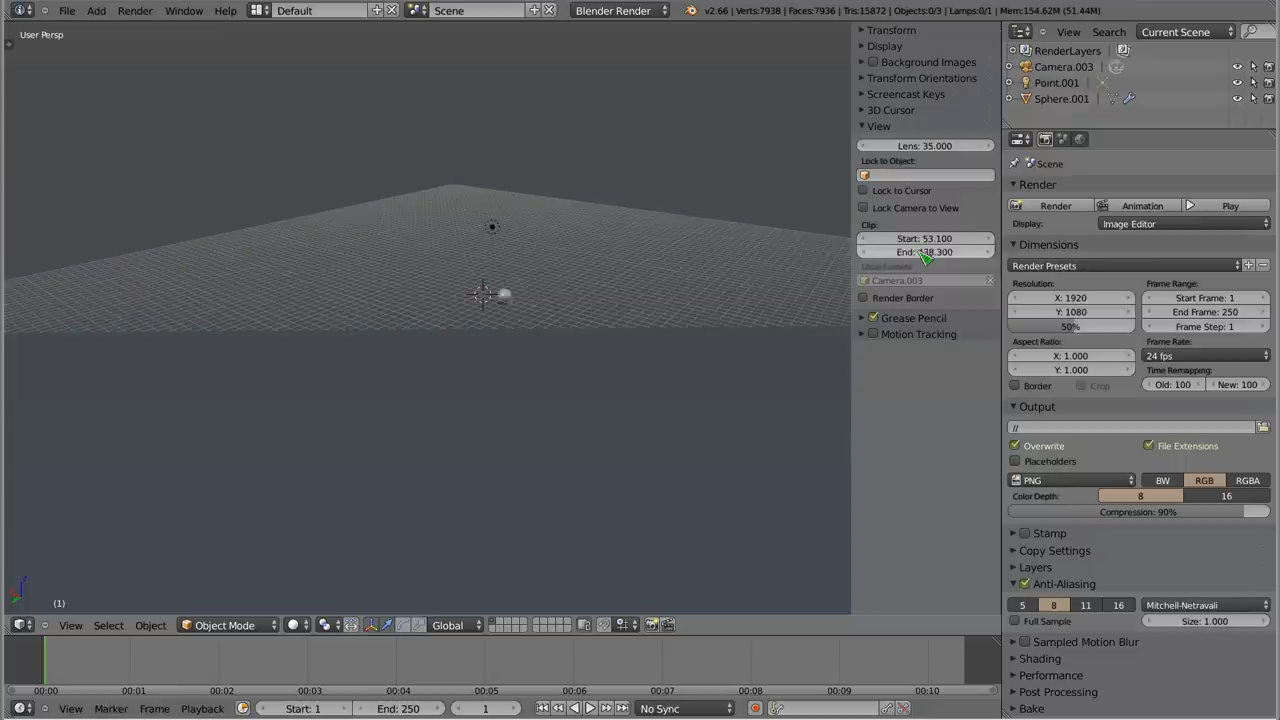 File Add Render Window Help Default Scene Blender Render v2.66 | Verts:7938 | Faces:7936 | Tris:15872 | Objects:0/3 | Lamps:0/1 | Mem:154.62M (51.44M)
User Persp
(1)
View Select Object Object Mode Global
Transform
Display
Background Images
Transform Orientations
Screencast Keys
3D Cursor
View
Lens: 35.000
Lock to Object:
Lock to Cursor
Lock Camera to View
Clip:
Start: 53.100
End:
Camera.003
Render Border
Grease Pencil
Motion Tracking
View Search Current Scene
RenderLayers
Camera.003
Point.001
Sphere.001
Scene
Render
Render Animation Play
Display: Image Editor
Dimensions
Render Presets
Resolution: Frame Range:
X: 1920 Start Frame: 1
Y: 1080 End Frame: 250
50% Frame Step: 1
Aspect Ratio: Frame Rate:
X: 1.000 24 fps
Y: 1.000 Time Remapping:
Border Crop Old: 100 New: 100
Output
//
Overwrite File Extensions
Placeholders
PNG BW RGB RGBA
Color Depth: 8 16
Compression: 90%
Stamp
Copy Settings
Layers
Anti-Aliasing
5 8 11 16 Mitchell-Netravali
Full Sample Size: 1.000
Sampled Motion Blur
Shading
Performance
Post Processing
Bake
00:00 00:01 00:02 00:03 00:04 00:05 00:06 00:07 00:08 00:09 00:10
View Marker Frame Playback Start: 1 End: 250 1 No Sync